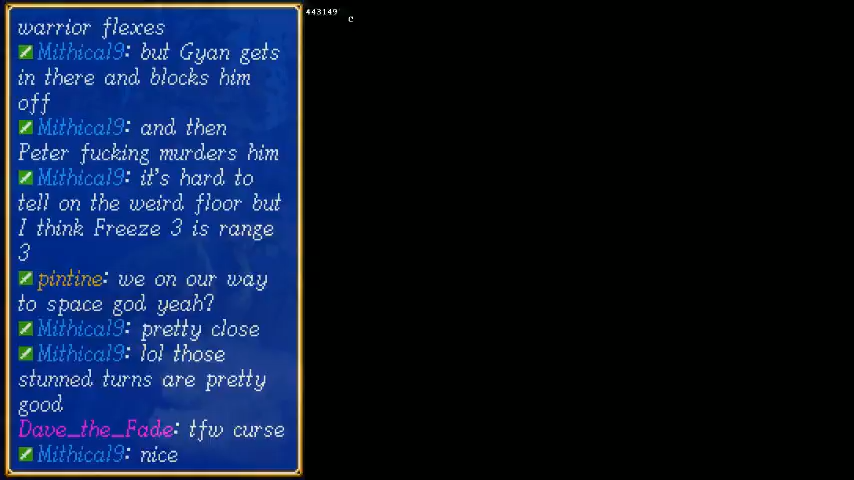 warrior flexes
Mithical9: but Gyan gets
in there and blocks him
off
Mithical9: and then
Peter fucking murders him
Mithical9: it's hard to
tell on the weird floor but
I think Freeze 3 is range
3
pintine: we on our way
to space god yeah?
Mithical9: pretty close
Mithical9: lol those
stunned turns are pretty
good
Dave_the_Fade: tfw curse
Mithical9: nice
443149
c